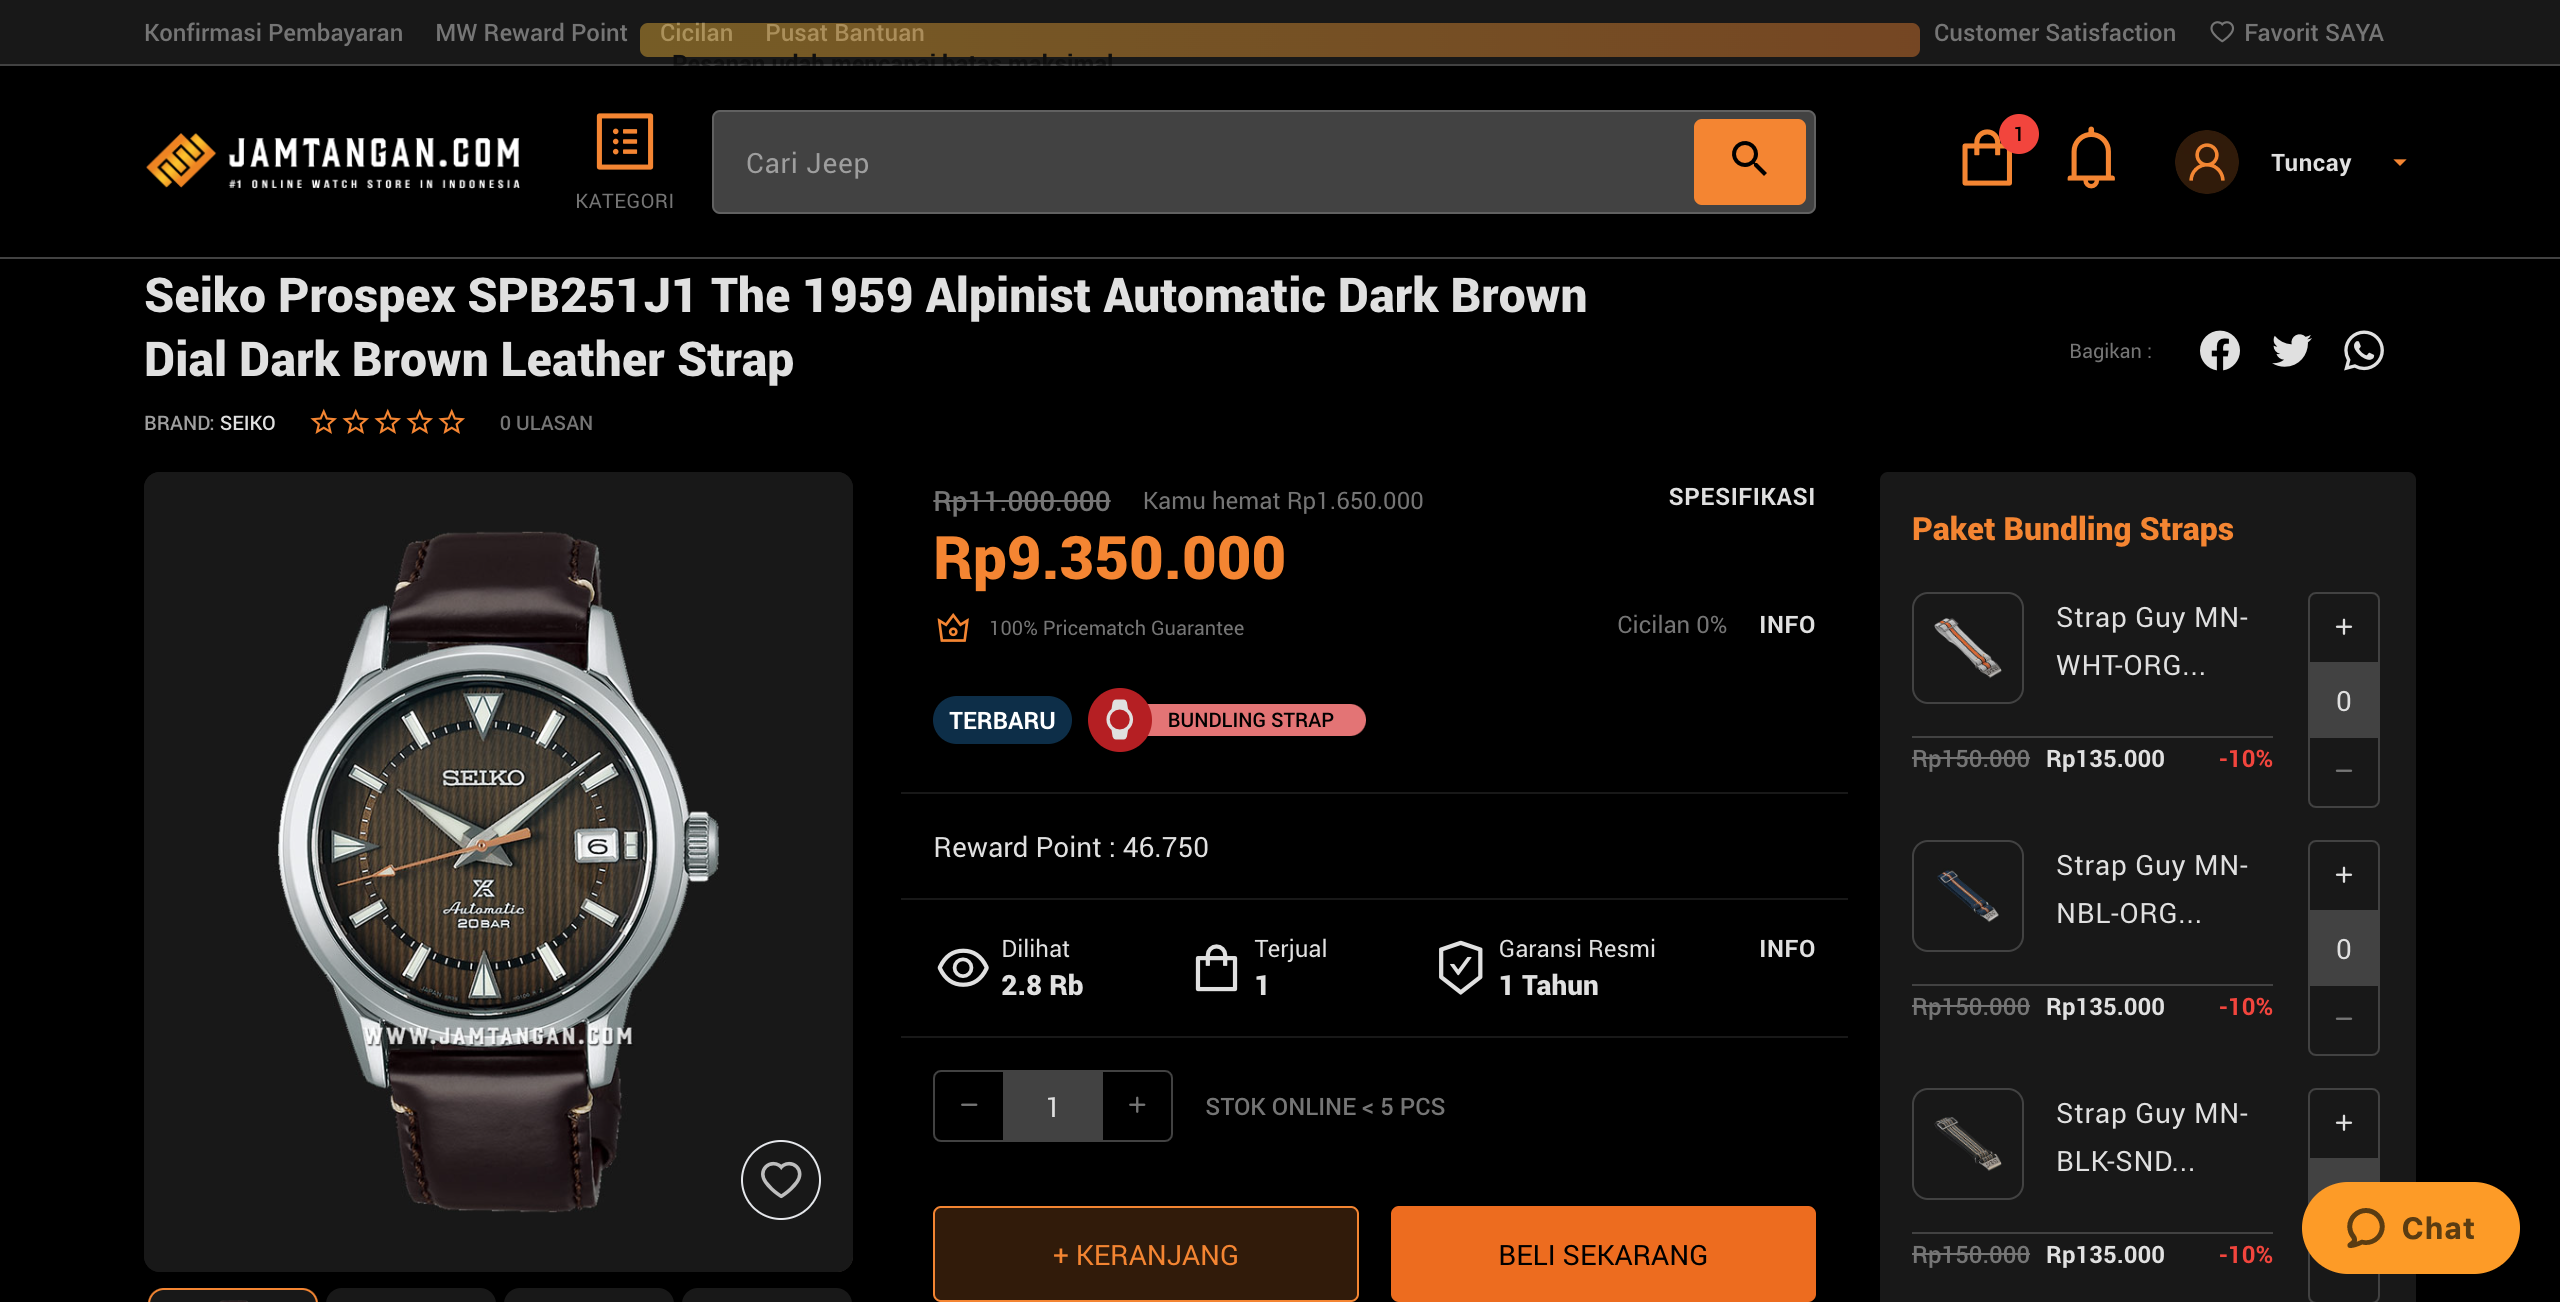 Konfirmasi Pembayaran MW Reward Point Cicilan Pusat Bantuan Customer Satisfaction Favorit SAYA
Pesanan udah mencapai batas maksimal
JAMTANGAN.COM
#1 ONLINE WATCH STORE IN INDONESIA
KATEGORI
Cari Jeep
1
Tuncay
Seiko Prospex SPB251J1 The 1959 Alpinist Automatic Dark Brown
Dial Dark Brown Leather Strap
Bagikan :
BRAND: SEIKO 0 ULASAN
SEIKO
6
Automatic
20BAR
WWW.JAMTANGAN.COM
Rp11.000.000 Kamu hemat Rp1.650.000 SPESIFIKASI
Rp9.350.000
100% Pricematch Guarantee Cicilan 0% INFO
TERBARU BUNDLING STRAP
Reward Point : 46.750
Dilihat
2.8 Rb
Terjual
1
Garansi Resmi
1 Tahun
INFO
− 1 + STOK ONLINE < 5 PCS
+ KERANJANG BELI SEKARANG
Paket Bundling Straps
Strap Guy MN-
WHT-ORG...
+
0
−
Rp150.000 Rp135.000 -10%
Strap Guy MN-
NBL-ORG...
+
0
−
Rp150.000 Rp135.000 -10%
Strap Guy MN-
BLK-SND...
+
Rp150.000 Rp135.000 -10%
Chat